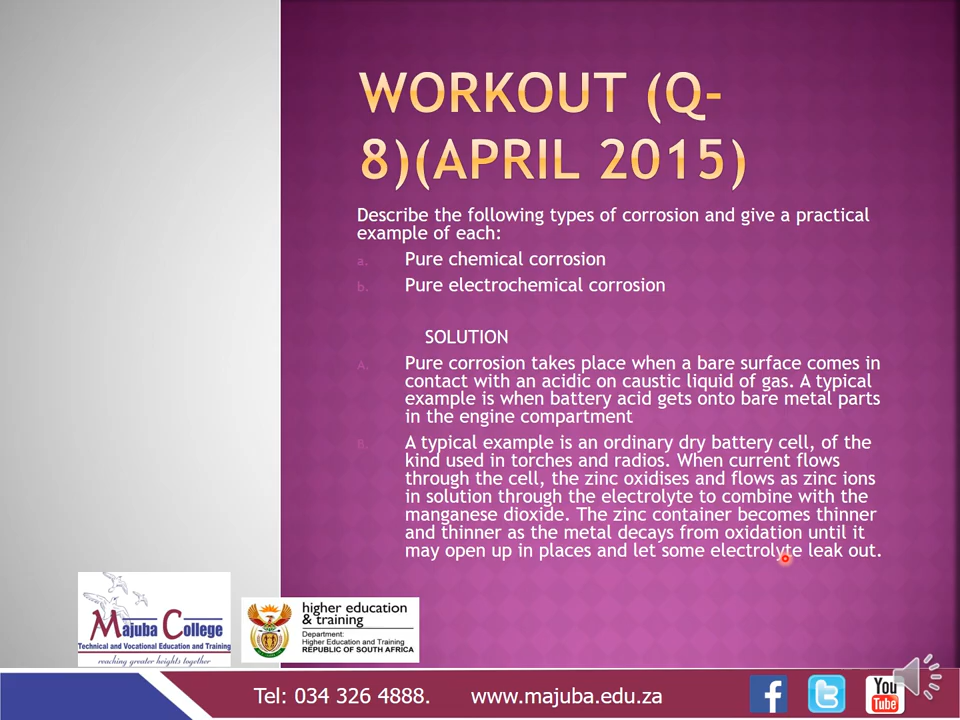 WORKOUT (Q-
8)(APRIL 2015)
Describe the following types of corrosion and give a practical
example of each:
a. Pure chemical corrosion
b. Pure electrochemical corrosion
SOLUTION
A. Pure corrosion takes place when a bare surface comes in
contact with an acidic on caustic liquid of gas. A typical
example is when battery acid gets onto bare metal parts
in the engine compartment
B. A typical example is an ordinary dry battery cell, of the
kind used in torches and radios. When current flows
through the cell, the zinc oxidises and flows as zinc ions
in solution through the electrolyte to combine with the
manganese dioxide. The zinc container becomes thinner
and thinner as the metal decays from oxidation until it
may open up in places and let some electrolyte leak out.
Majuba College
Technical and Vocational Education and Training
reaching greater heights together
higher education
& training
Department:
Higher Education and Training
REPUBLIC OF SOUTH AFRICA
Tel: 034 326 4888. www.majuba.edu.za
You
Tube